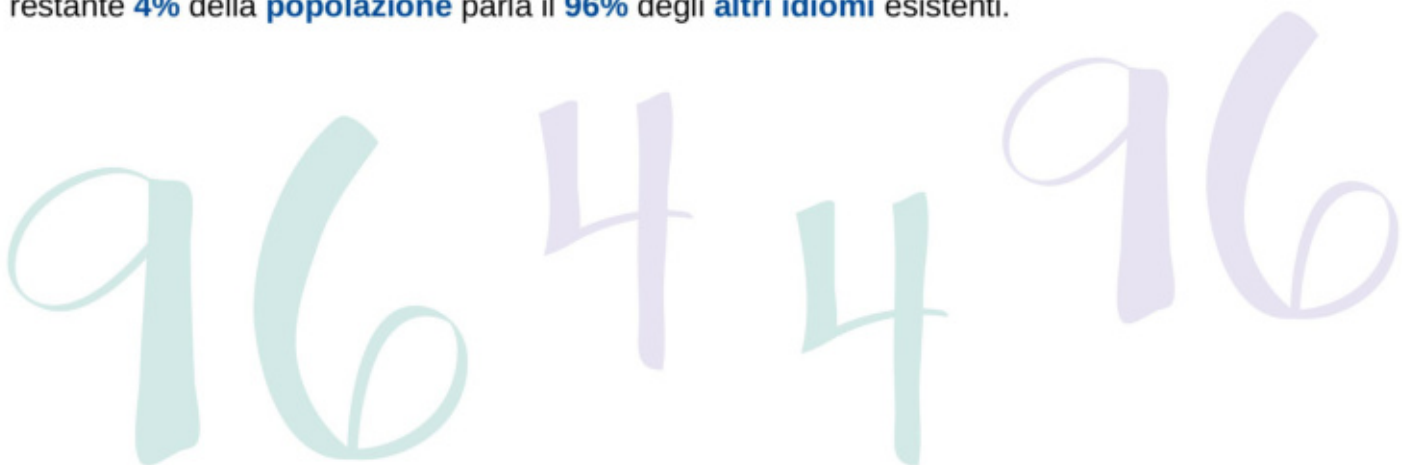 restante 4% della popolazione parla il 96% degli altri idiomi esistenti.
96 4 4 96